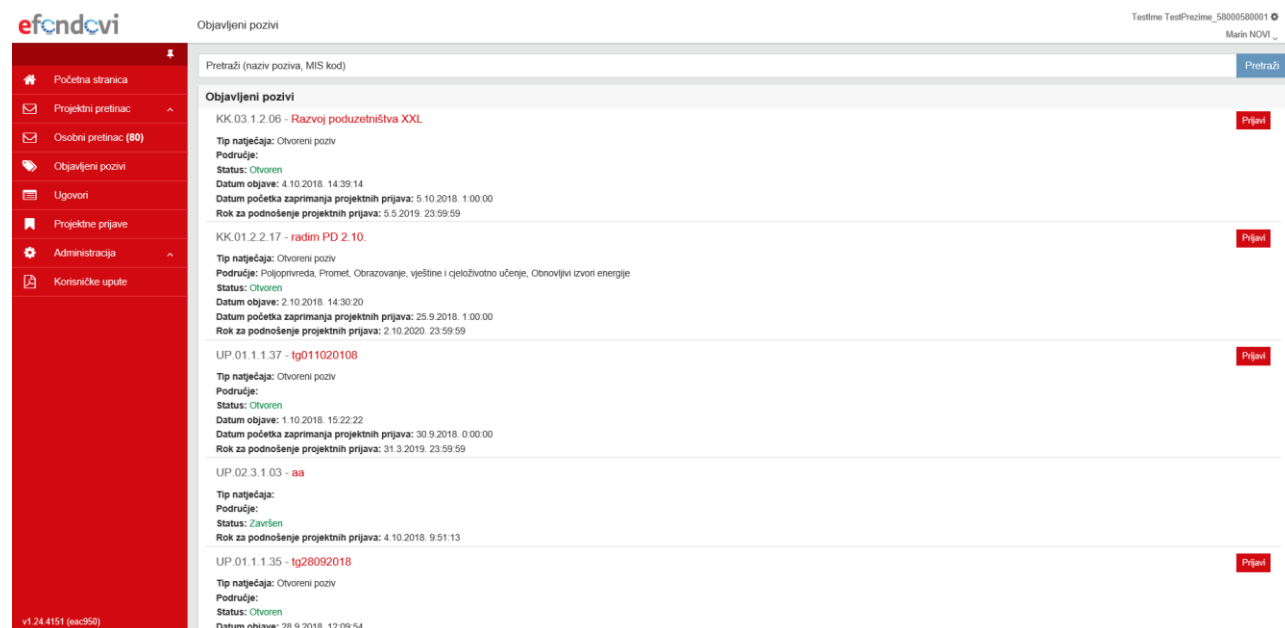 efondovi
Objavljeni pozivi
TestIme TestPrezime_58000580001
Marin NOVI
Početna stranica
Projektni pretinac
Osobni pretinac (80)
Objavljeni pozivi
Ugovori
Projektne prijave
Administracija
Korisničke upute
v1.24.4151 (eac950)
Pretraži (naziv poziva, MIS kod)
Pretraži
Objavljeni pozivi
KK.03.1.2.06 - Razvoj poduzetništva XXL
Prijavi
Tip natječaja: Otvoreni poziv
Područje:
Status: Otvoren
Datum objave: 4.10.2018. 14:39:14
Datum početka zaprimanja projektnih prijava: 5.10.2018. 1:00:00
Rok za podnošenje projektnih prijava: 5.5.2019. 23:59:59
KK.01.2.2.17 - radim PD 2.10.
Prijavi
Tip natječaja: Otvoreni poziv
Područje: Poljoprivreda, Promet, Obrazovanje, vještine i cjeloživotno učenje, Obnovljivi izvori energije
Status: Otvoren
Datum objave: 2.10.2018. 14:30:20
Datum početka zaprimanja projektnih prijava: 25.9.2018. 1:00:00
Rok za podnošenje projektnih prijava: 2.10.2020. 23:59:59
UP.01.1.1.37 - tg011020108
Prijavi
Tip natječaja: Otvoreni poziv
Područje:
Status: Otvoren
Datum objave: 1.10.2018. 15:22:22
Datum početka zaprimanja projektnih prijava: 30.9.2018. 0:00:00
Rok za podnošenje projektnih prijava: 31.3.2019. 23:59:59
UP.02.3.1.03 - aa
Tip natječaja:
Područje:
Status: Završen
Rok za podnošenje projektnih prijava: 4.10.2018. 9:51:13
UP.01.1.1.35 - tg28092018
Prijavi
Tip natječaja: Otvoreni poziv
Područje:
Status: Otvoren
Datum objave: 28.9.2018. 12:09:54